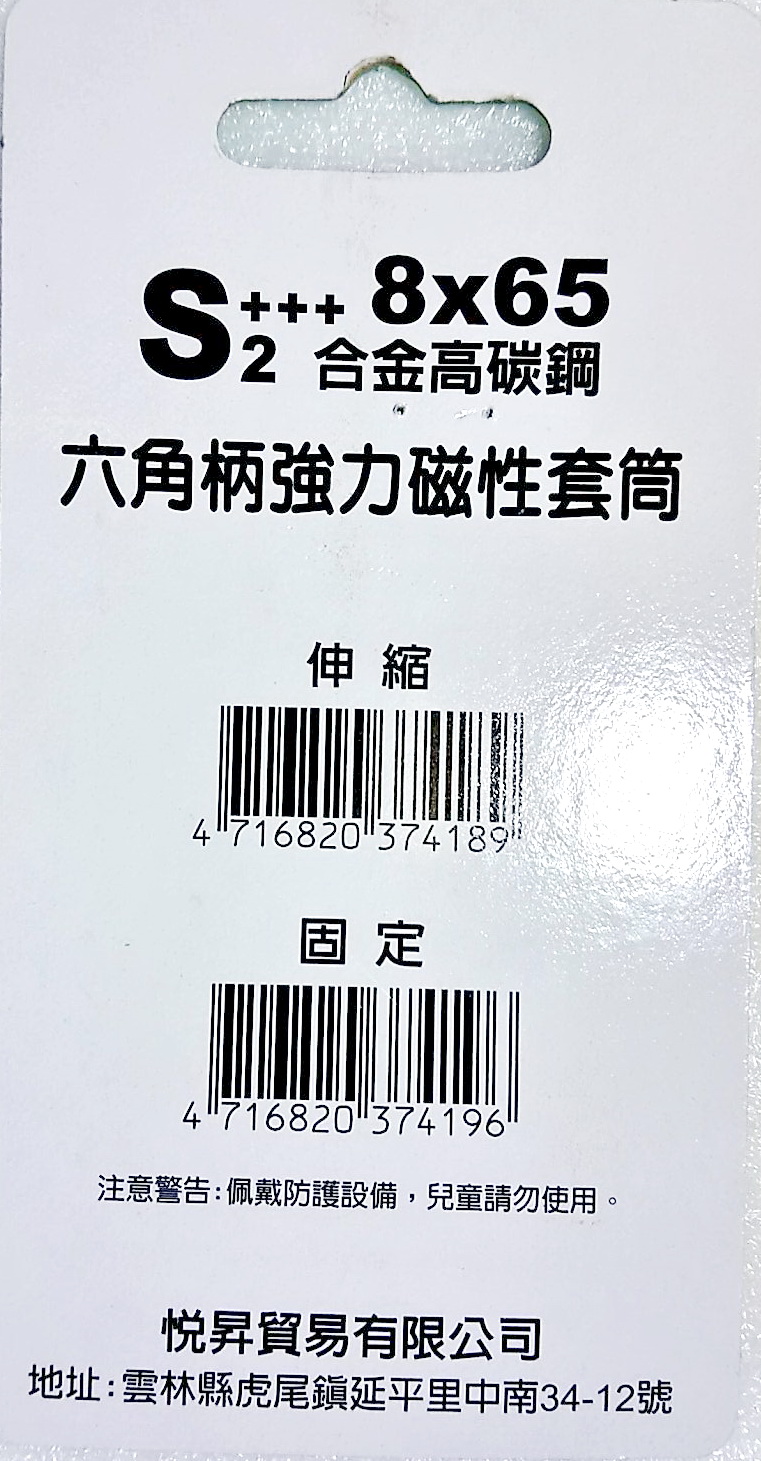 S2+++ 8x65
合金高碳鋼
六角柄強力磁性套筒
伸縮
4 716820 374189
固定
4 716820 374196
注意警告:佩戴防護設備，兒童請勿使用。
悦昇貿易有限公司
地址:雲林縣虎尾鎭延平里中南34-12號